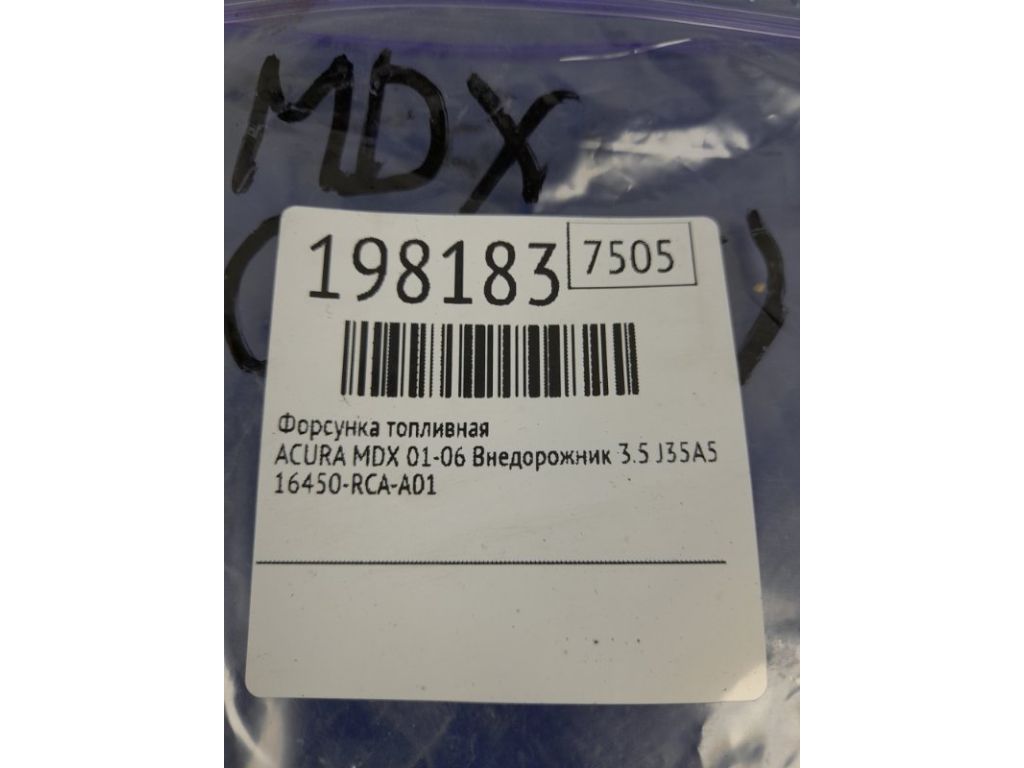 MDX
198183 7505
Форсунка топливная
ACURA MDX 01-06 Внедорожник 3.5 J35A5
16450-RCA-A01